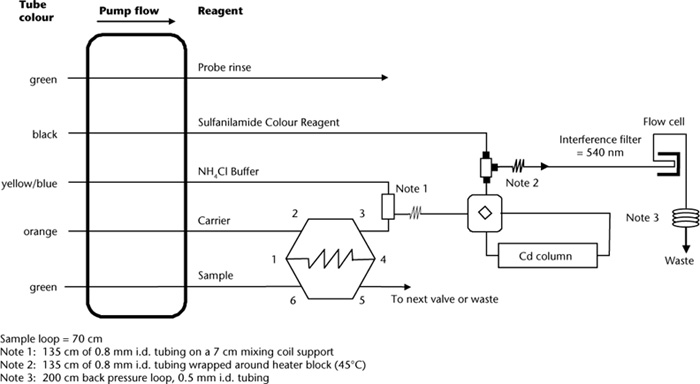 Tube colour
Pump flow
Reagent
green
Probe rinse
black
Sulfanilamide Colour Reagent
Flow cell
Interference filter
= 540 nm
yellow/blue
NH4Cl Buffer
Note 1
Note 2
Note 3
orange
Carrier
2
3
1
4
Cd column
Waste
green
Sample
6
5
To next valve or waste
Sample loop = 70 cm
Note 1: 135 cm of 0.8 mm i.d. tubing on a 7 cm mixing coil support
Note 2: 135 cm of 0.8 mm i.d. tubing wrapped around heater block (45°C)
Note 3: 200 cm back pressure loop, 0.5 mm i.d. tubing